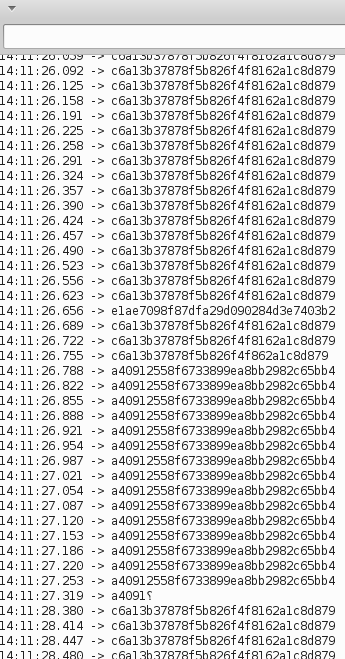 14:11:26.059 -> c6a13b37878f5b826f4f8162a1c8d879
14:11:26.092 -> c6a13b37878f5b826f4f8162a1c8d879
14:11:26.125 -> c6a13b37878f5b826f4f8162a1c8d879
14:11:26.158 -> c6a13b37878f5b826f4f8162a1c8d879
14:11:26.191 -> c6a13b37878f5b826f4f8162a1c8d879
14:11:26.225 -> c6a13b37878f5b826f4f8162a1c8d879
14:11:26.258 -> c6a13b37878f5b826f4f8162a1c8d879
14:11:26.291 -> c6a13b37878f5b826f4f8162a1c8d879
14:11:26.324 -> c6a13b37878f5b826f4f8162a1c8d879
14:11:26.357 -> c6a13b37878f5b826f4f8162a1c8d879
14:11:26.390 -> c6a13b37878f5b826f4f8162a1c8d879
14:11:26.424 -> c6a13b37878f5b826f4f8162a1c8d879
14:11:26.457 -> c6a13b37878f5b826f4f8162a1c8d879
14:11:26.490 -> c6a13b37878f5b826f4f8162a1c8d879
14:11:26.523 -> c6a13b37878f5b826f4f8162a1c8d879
14:11:26.556 -> c6a13b37878f5b826f4f8162a1c8d879
14:11:26.623 -> c6a13b37878f5b826f4f8162a1c8d879
14:11:26.656 -> e1ae7098f87dfa29d090284d3e7403b2
14:11:26.689 -> c6a13b37878f5b826f4f8162a1c8d879
14:11:26.722 -> c6a13b37878f5b826f4f8162a1c8d879
14:11:26.755 -> c6a13b37878f5b826f4f862a1c8d879
14:11:26.788 -> a40912558f6733899ea8bb2982c65bb4
14:11:26.822 -> a40912558f6733899ea8bb2982c65bb4
14:11:26.855 -> a40912558f6733899ea8bb2982c65bb4
14:11:26.888 -> a40912558f6733899ea8bb2982c65bb4
14:11:26.921 -> a40912558f6733899ea8bb2982c65bb4
14:11:26.954 -> a40912558f6733899ea8bb2982c65bb4
14:11:26.987 -> a40912558f6733899ea8bb2982c65bb4
14:11:27.021 -> a40912558f6733899ea8bb2982c65bb4
14:11:27.054 -> a40912558f6733899ea8bb2982c65bb4
14:11:27.087 -> a40912558f6733899ea8bb2982c65bb4
14:11:27.120 -> a40912558f6733899ea8bb2982c65bb4
14:11:27.153 -> a40912558f6733899ea8bb2982c65bb4
14:11:27.186 -> a40912558f6733899ea8bb2982c65bb4
14:11:27.220 -> a40912558f6733899ea8bb2982c65bb4
14:11:27.253 -> a40912558f6733899ea8bb2982c65bb4
14:11:27.319 -> a4091⸮
14:11:28.380 -> c6a13b37878f5b826f4f8162a1c8d879
14:11:28.414 -> c6a13b37878f5b826f4f8162a1c8d879
14:11:28.447 -> c6a13b37878f5b826f4f8162a1c8d879
14:11:28.480 -> c6a13b37878f5b826f4f8162a1c8d879